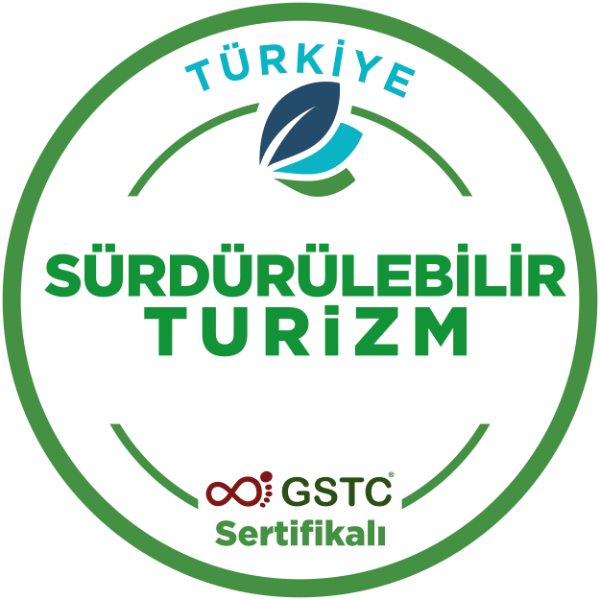 TÜRKİYE
SÜRDÜRÜLEBİLİR
TURİZM
GSTC®
Sertifikalı